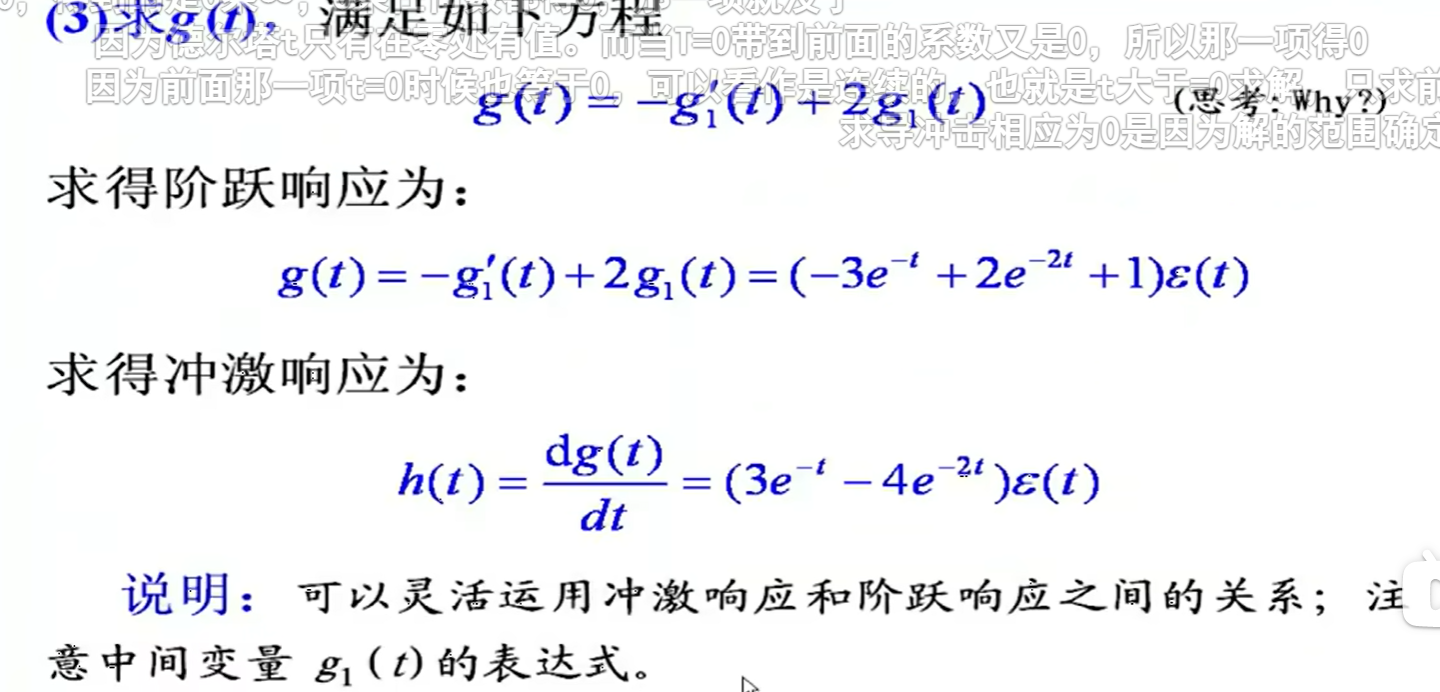 (3)求g(t)，满足如下方程
因为德尔塔t只有在零处有值。而当T=0带到前面的系数又是0，所以那一项得0
因为前面那一项t=0时候也等于0，可以看作是连续的，也就是t大于=0求解，只求前
g(t) = −g₁′(t) + 2g₁(t) (思考: Why?)
求导冲击相应为0是因为解的范围确定
求得阶跃响应为：
g(t) = −g₁′(t) + 2g₁(t) = (−3e⁻ᵗ + 2e⁻²ᵗ + 1)ε(t)
求得冲激响应为：
h(t) = dg(t)/dt = (3e⁻ᵗ − 4e⁻²ᵗ)ε(t)
说明：可以灵活运用冲激响应和阶跃响应之间的关系；注
意中间变量 g₁(t)的表达式。